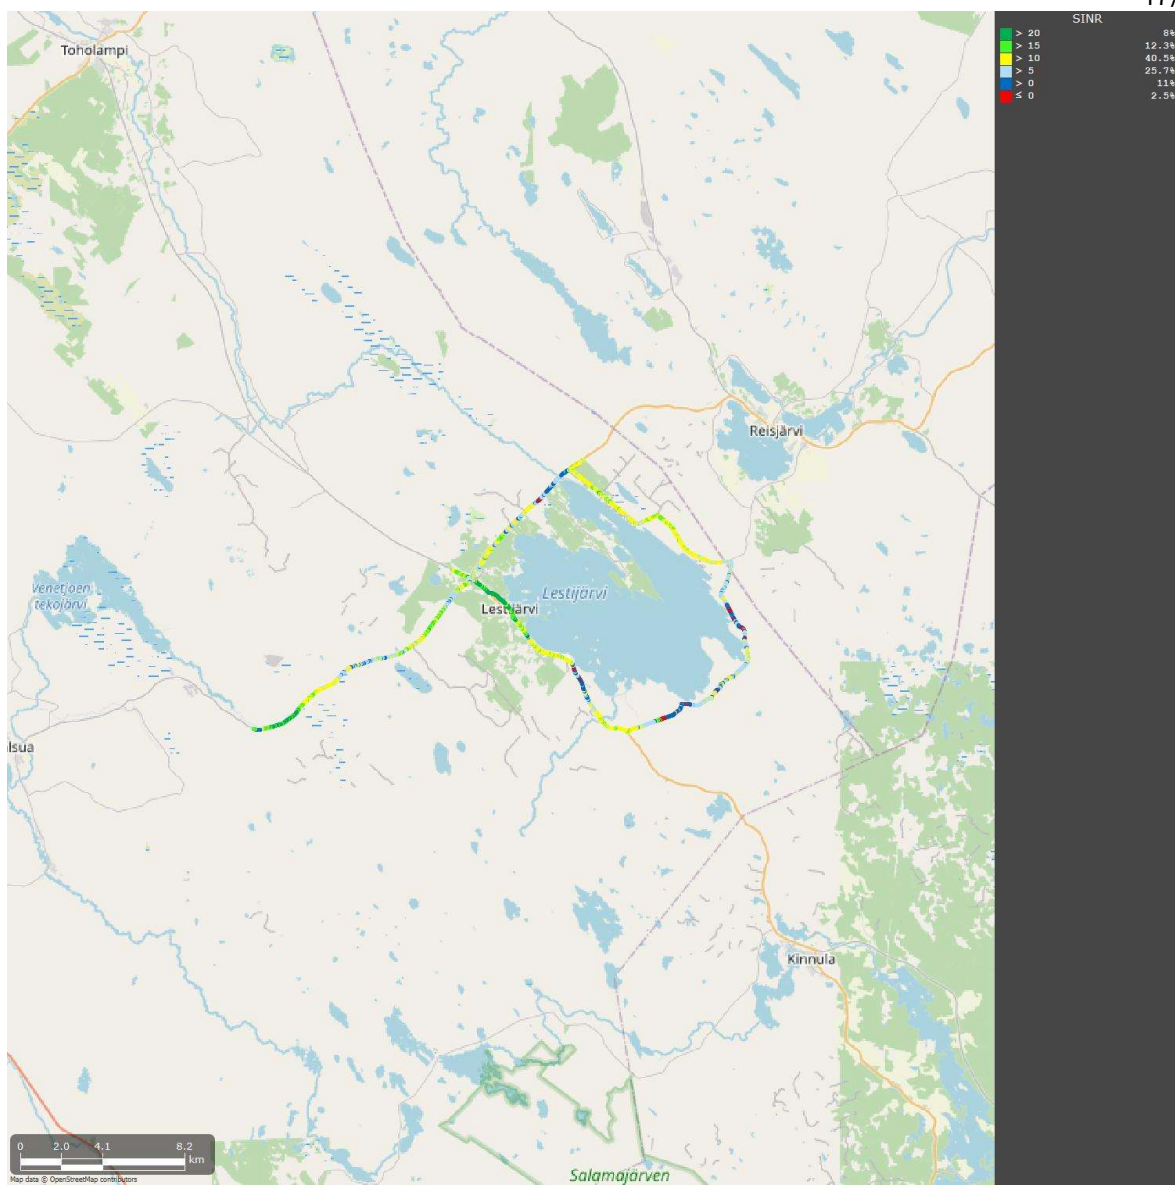 SINR
> 20 8%
> 15 12.3%
> 10 40.5%
> 5 25.7%
> 0 11%
≤ 0 2.5%
Toholampi
Reisjärvi
Venetjoen
tekojärvi
Lestijärvi
Lestijärvi
lsua
Kinnula
Salamajärven
0 2.0 4.1 8.2
km
Map data © OpenStreetMap contributors